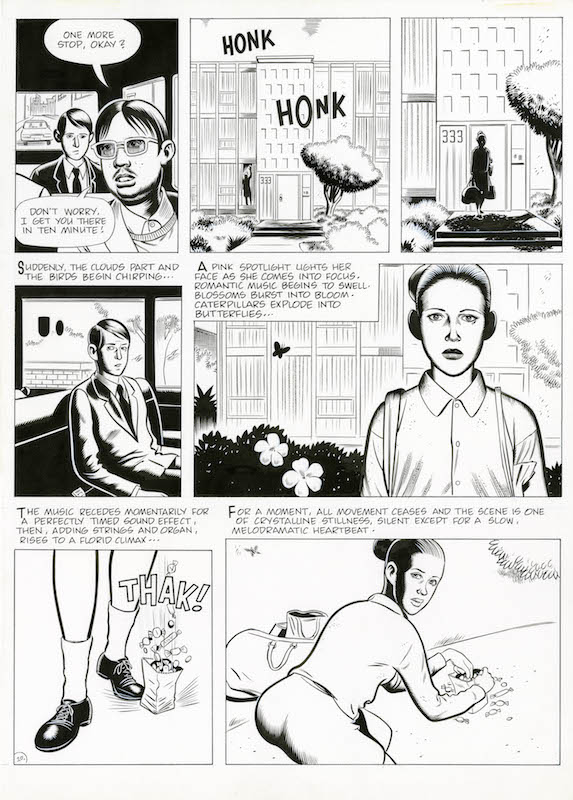 ONE MORE
STOP, OKAY?
DON'T WORRY.
I GET YOU THERE
IN TEN MINUTE!
HONK
HONK
333
333
SUDDENLY, THE CLOUDS PART AND
THE BIRDS BEGIN CHIRPING...
A PINK SPOTLIGHT LIGHTS HER
FACE AS SHE COMES INTO FOCUS.
ROMANTIC MUSIC BEGINS TO SWELL.
BLOSSOMS BURST INTO BLOOM.
CATERPILLARS EXPLODE INTO
BUTTERFLIES...
THE MUSIC RECEDES MOMENTARILY FOR
A PERFECTLY TIMED SOUND EFFECT,
THEN, ADDING STRINGS AND ORGAN,
RISES TO A FLORID CLIMAX...
THAK!
FOR A MOMENT, ALL MOVEMENT CEASES AND THE SCENE IS ONE
OF CRYSTALLINE STILLNESS, SILENT EXCEPT FOR A SLOW,
MELODRAMATIC HEARTBEAT.